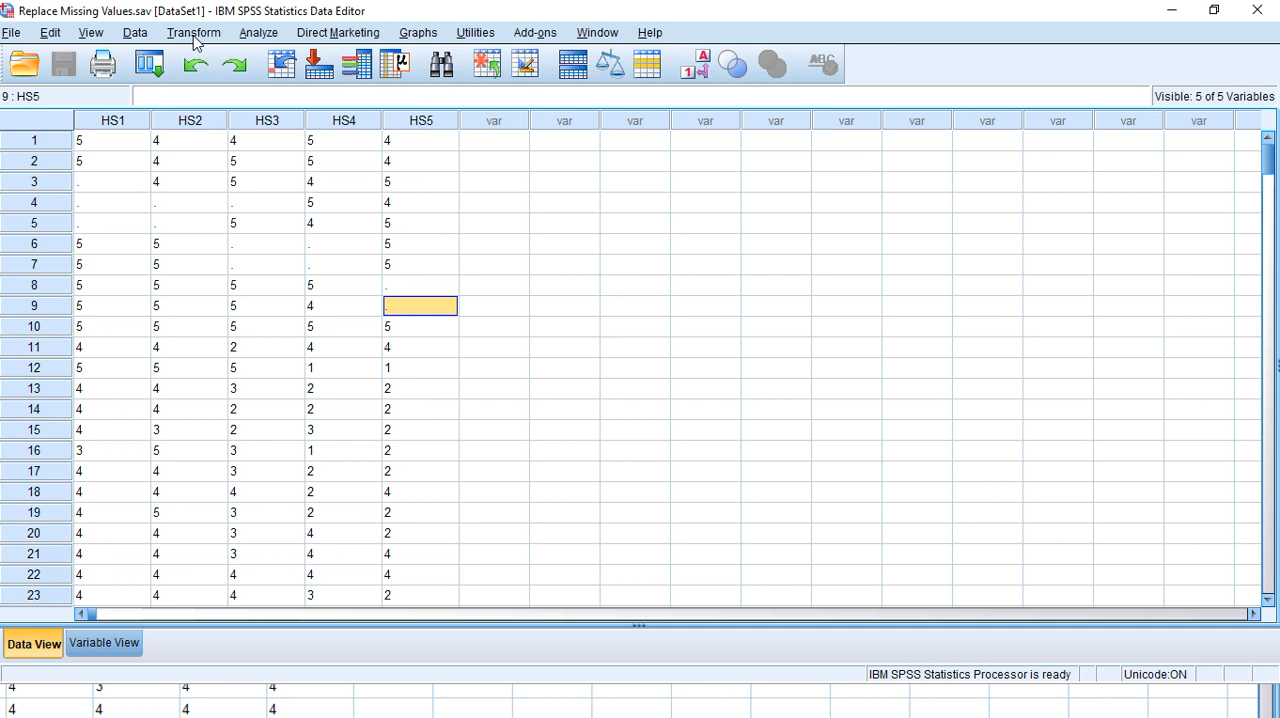 Replace Missing Values.sav [DataSet1] - IBM SPSS Statistics Data Editor
File Edit View Data Transform Analyze Direct Marketing Graphs Utilities Add-ons Window Help
9 : HS5 Visible: 5 of 5 Variables
HS1 HS2 HS3 HS4 HS5 var var var var var var var var var var var
1 5 4 4 5 4
2 5 4 5 5 4
3 . 4 5 4 5
4 . . . 5 4
5 . . 5 4 5
6 5 5 . . 5
7 5 5 . . 5
8 5 5 5 5 .
9 5 5 5 4 .
10 5 5 5 5 5
11 4 4 2 4 4
12 5 5 5 1 1
13 4 4 3 2 2
14 4 4 2 2 2
15 4 3 2 3 2
16 3 5 3 1 2
17 4 4 3 2 2
18 4 4 4 2 4
19 4 5 3 2 2
20 4 4 3 4 2
21 4 4 3 4 4
22 4 4 4 4 4
23 4 4 4 3 2
Data View Variable View
IBM SPSS Statistics Processor is ready Unicode:ON
4 3 4 4
4 4 4 4